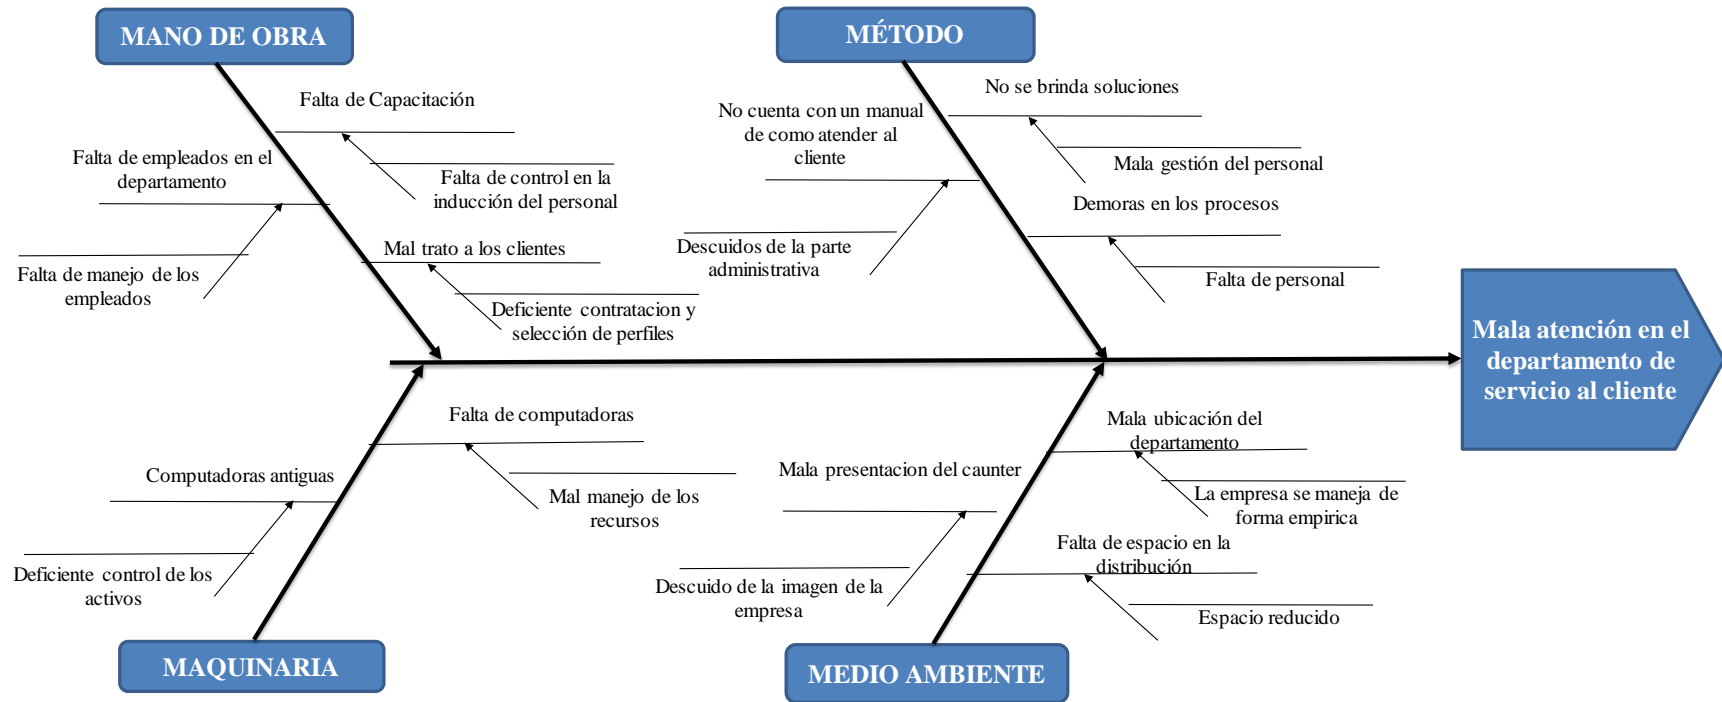 MANO DE OBRA
Falta de Capacitación
Falta de empleados en el
departamento
Falta de control en la
inducción del personal
Mal trato a los clientes
Falta de manejo de los
empleados
Deficiente contratacion y
selección de perfiles
MÉTODO
No se brinda soluciones
No cuenta con un manual
de como atender al
cliente
Mala gestión del personal
Demoras en los procesos
Descuidos de la parte
administrativa
Falta de personal
Mala atención en el
departamento de
servicio al cliente
Falta de computadoras
Computadoras antiguas
Mal manejo de los
recursos
Deficiente control de los
activos
MAQUINARIA
Mala ubicación del
departamento
Mala presentacion del caunter
La empresa se maneja de
forma empirica
Falta de espacio en la
distribución
Descuido de la imagen de la
empresa
Espacio reducido
MEDIO AMBIENTE